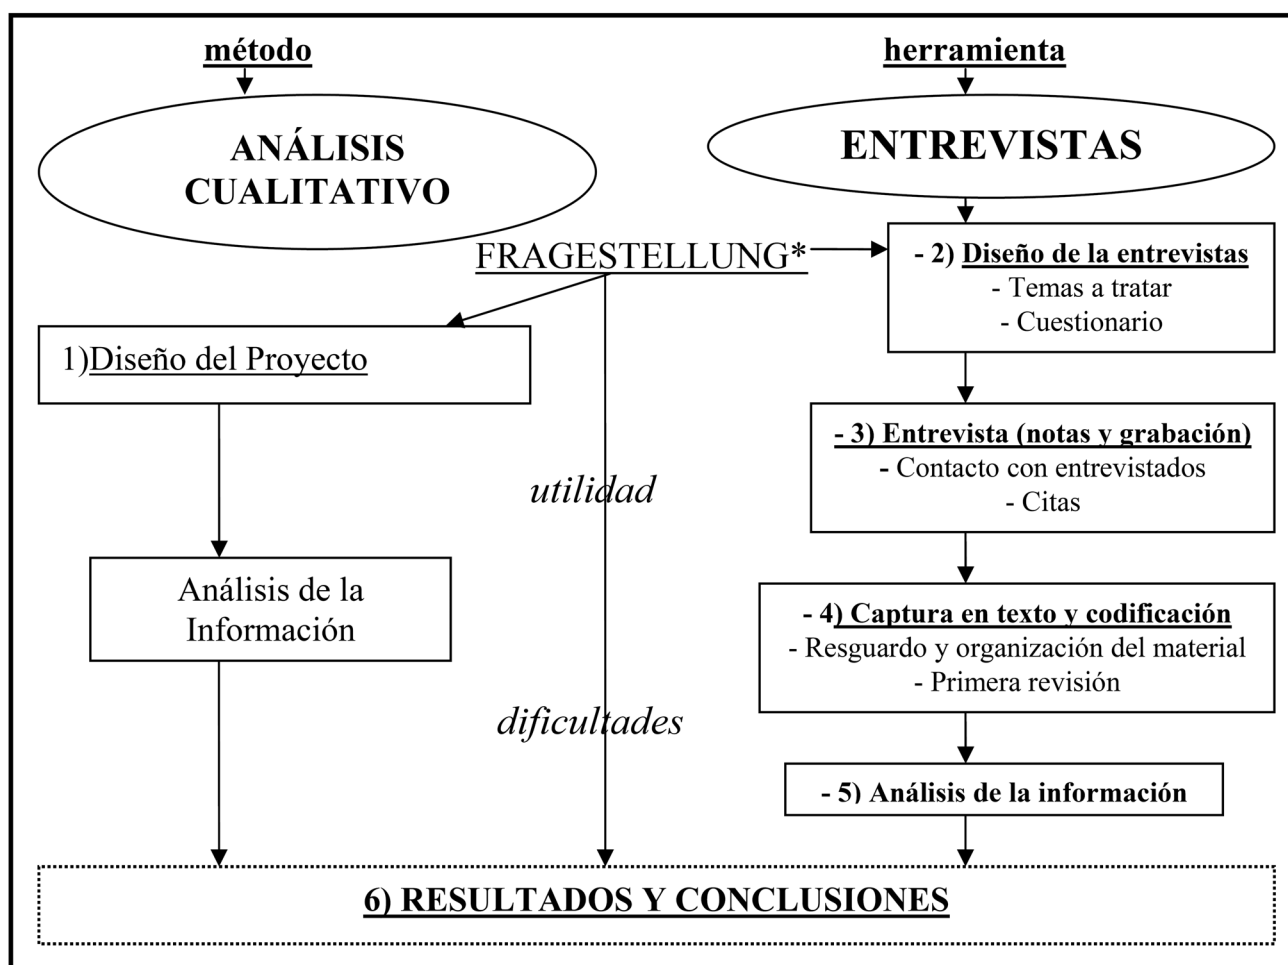 método
ANÁLISIS
CUALITATIVO
herramienta
ENTREVISTAS
FRAGESTELLUNG*
1)Diseño del Proyecto
Análisis de la
Información
utilidad
dificultades
- 2) Diseño de la entrevistas
- Temas a tratar
- Cuestionario
- 3) Entrevista (notas y grabación)
- Contacto con entrevistados
- Citas
- 4) Captura en texto y codificación
- Resguardo y organización del material
- Primera revisión
- 5) Análisis de la información
6) RESULTADOS Y CONCLUSIONES